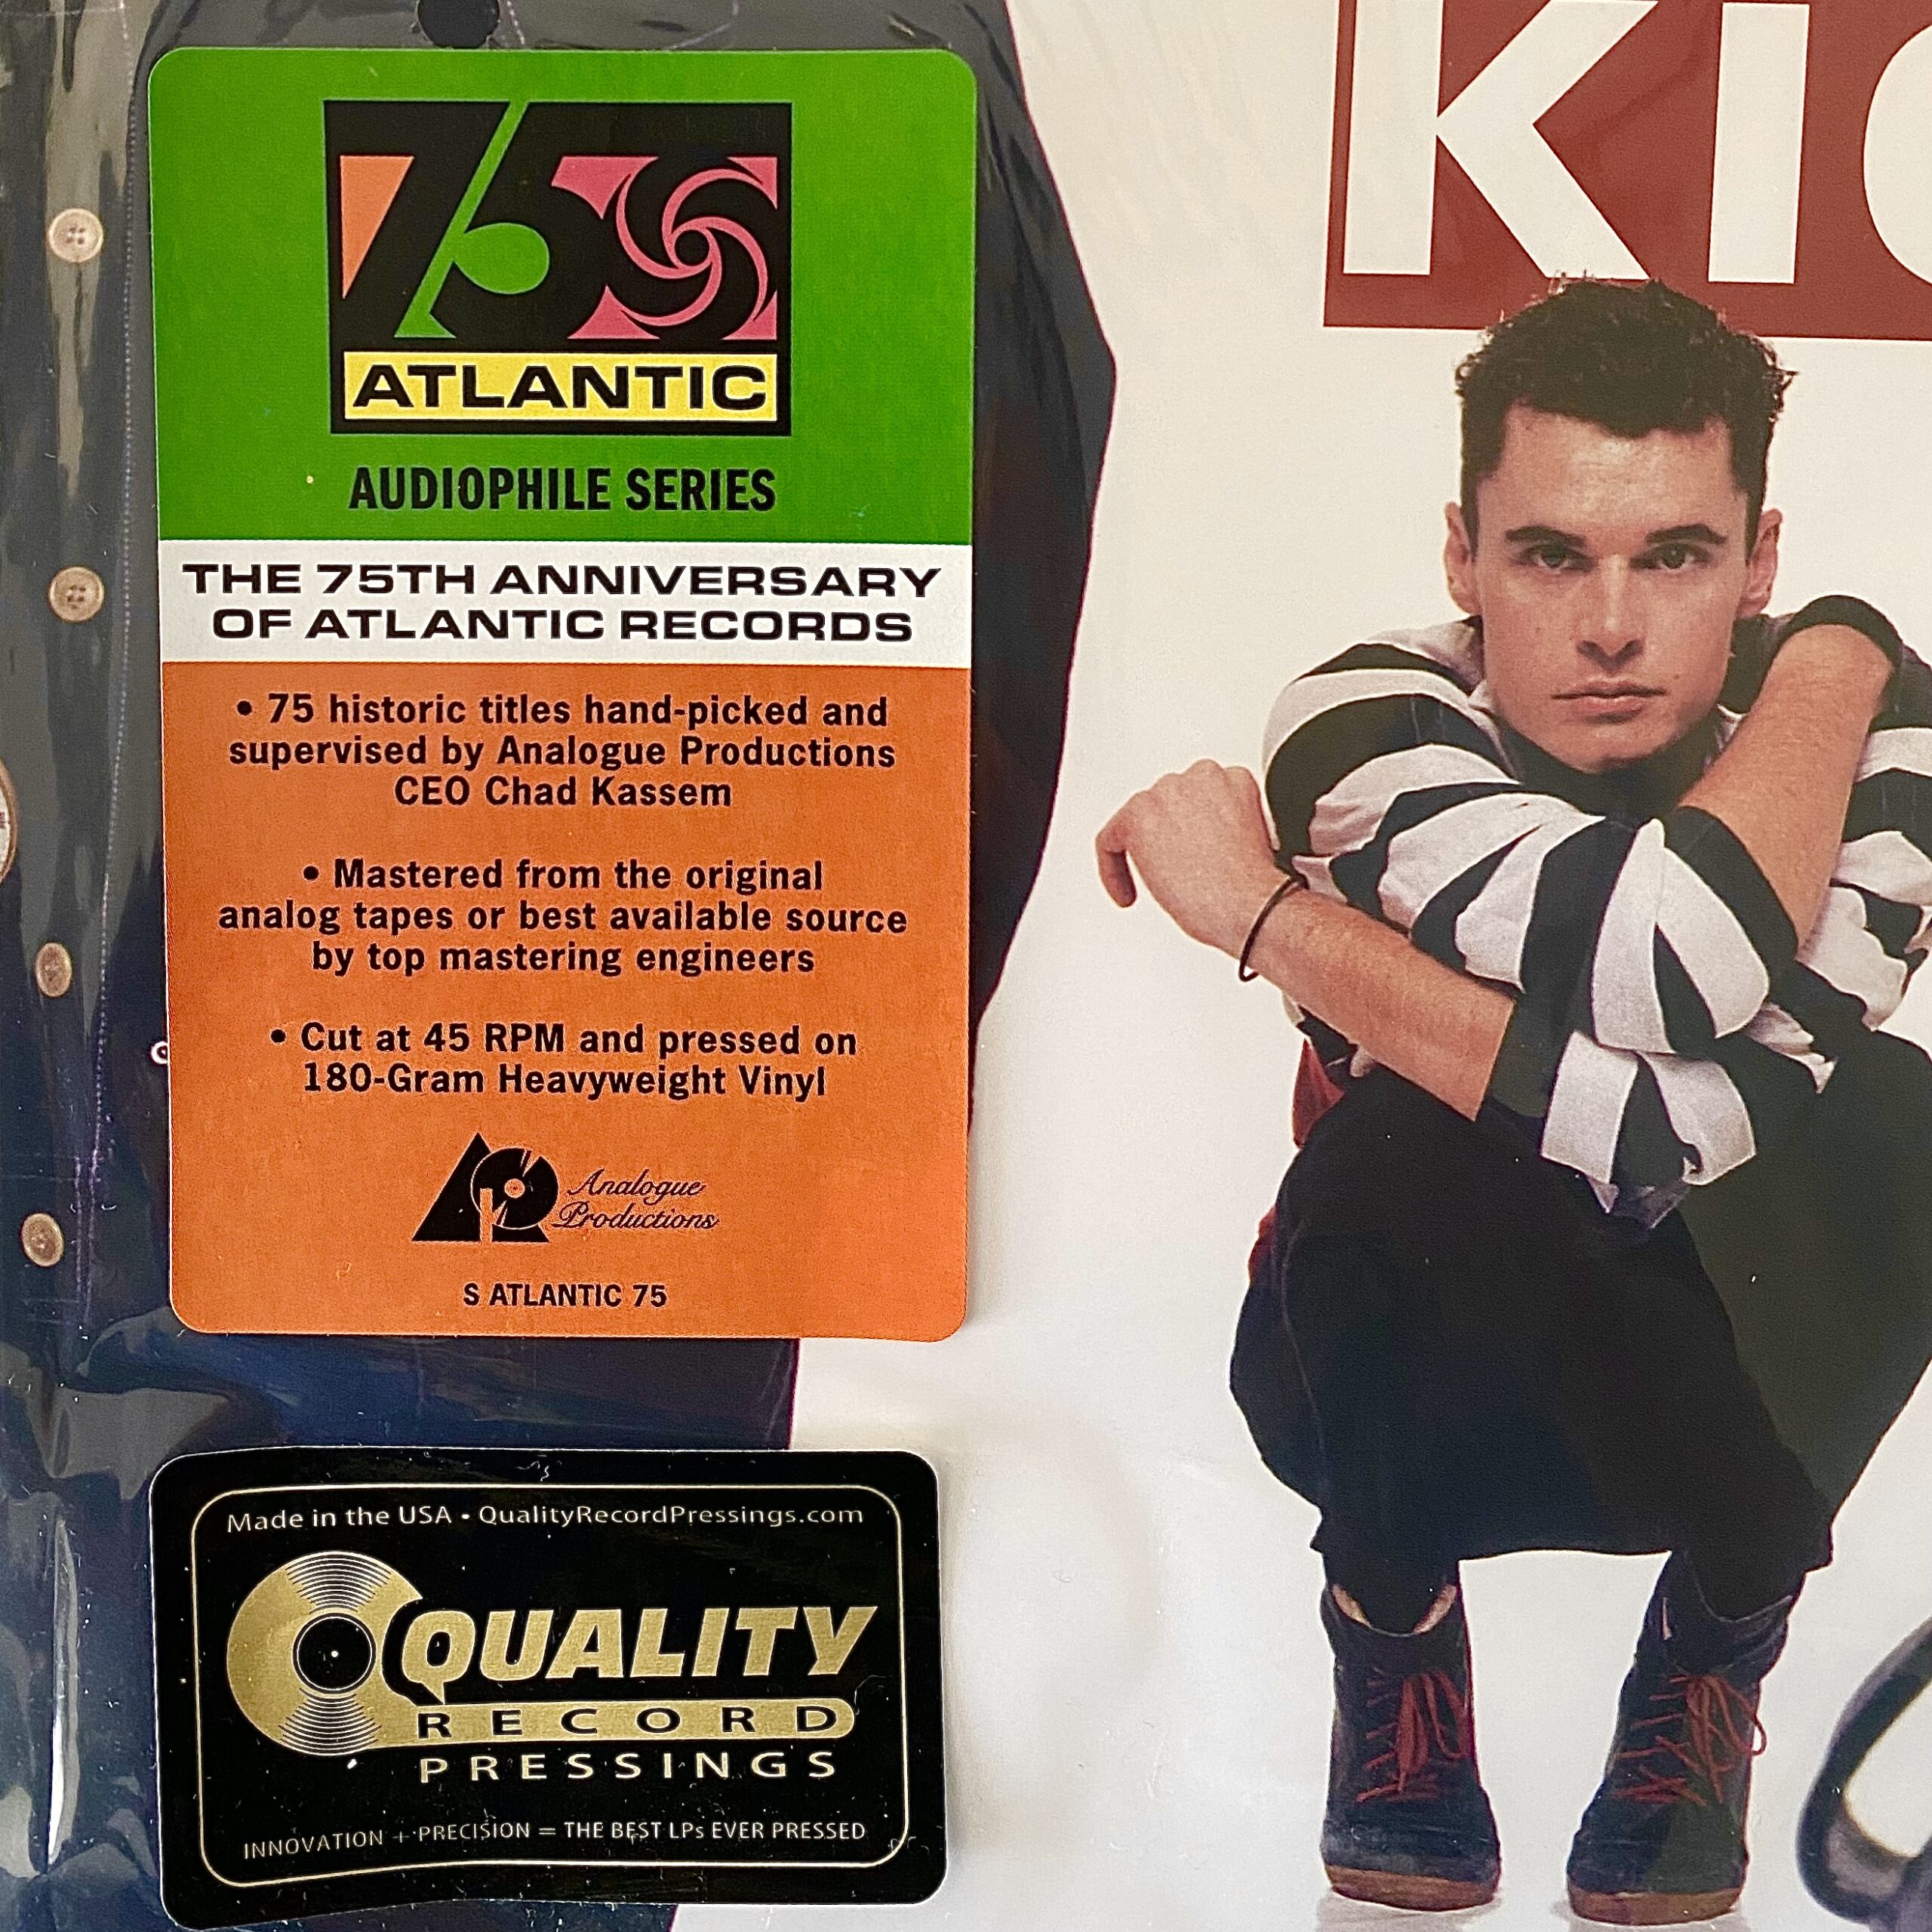 75
ATLANTIC
AUDIOPHILE SERIES
THE 75TH ANNIVERSARY
OF ATLANTIC RECORDS
• 75 historic titles hand-picked and
supervised by Analogue Productions
CEO Chad Kassem
• Mastered from the original
analog tapes or best available source
by top mastering engineers
• Cut at 45 RPM and pressed on
180-Gram Heavyweight Vinyl
Analogue
Productions
S ATLANTIC 75
Made in the USA • QualityRecordPressings.com
QUALITY
RECORD
PRESSINGS
INNOVATION + PRECISION = THE BEST LPs EVER PRESSED
KI